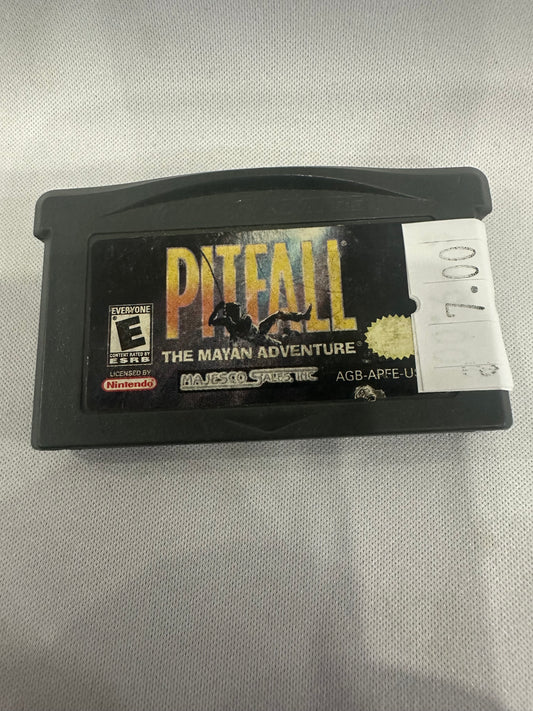 PITFALL®
THE MAYAN ADVENTURE®
EVERYONE
E
CONTENT RATED BY
ESRB
LICENSED BY
Nintendo
MAJESCO SALES, INC
AGB-APFE-US
7.00